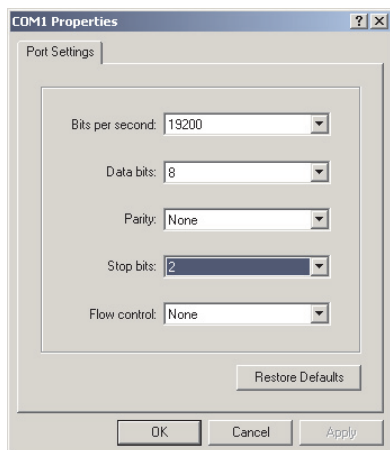 COM1 Properties
Port Settings
Bits per second: 19200
Data bits: 8
Parity: None
Stop bits: 2
Flow control: None
Restore Defaults
OK Cancel Apply